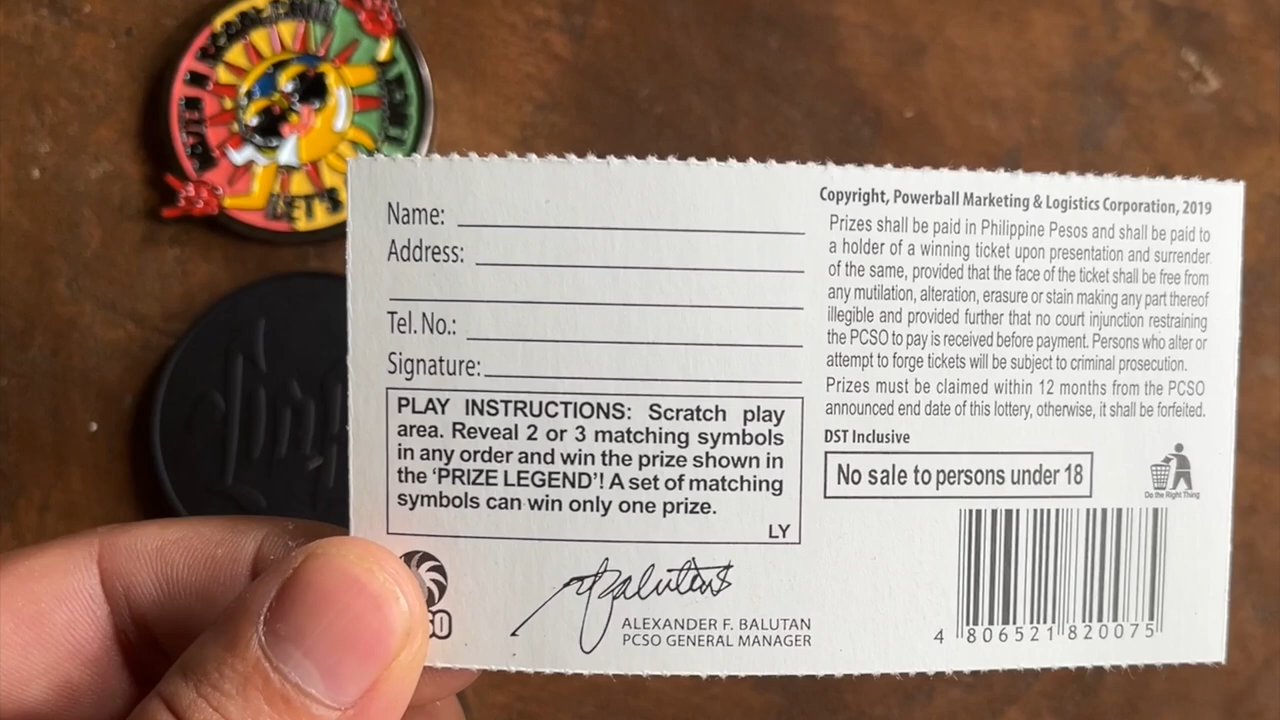 LET'S
Name:
Address:
Tel. No.:
Signature:
PLAY INSTRUCTIONS: Scratch play
area. Reveal 2 or 3 matching symbols
in any order and win the prize shown in
the ‘PRIZE LEGEND’! A set of matching
symbols can win only one prize.
LY
ALEXANDER F. BALUTAN
PCSO GENERAL MANAGER
Copyright, Powerball Marketing & Logistics Corporation, 2019
Prizes shall be paid in Philippine Pesos and shall be paid to
a holder of a winning ticket upon presentation and surrender
of the same, provided that the face of the ticket shall be free from
any mutilation, alteration, erasure or stain making any part thereof
illegible and provided further that no court injunction restraining
the PCSO to pay is received before payment. Persons who alter or
attempt to forge tickets will be subject to criminal prosecution.
Prizes must be claimed within 12 months from the PCSO
announced end date of this lottery, otherwise, it shall be forfeited.
DST Inclusive
No sale to persons under 18
Do the Right Thing
4 806521 820075